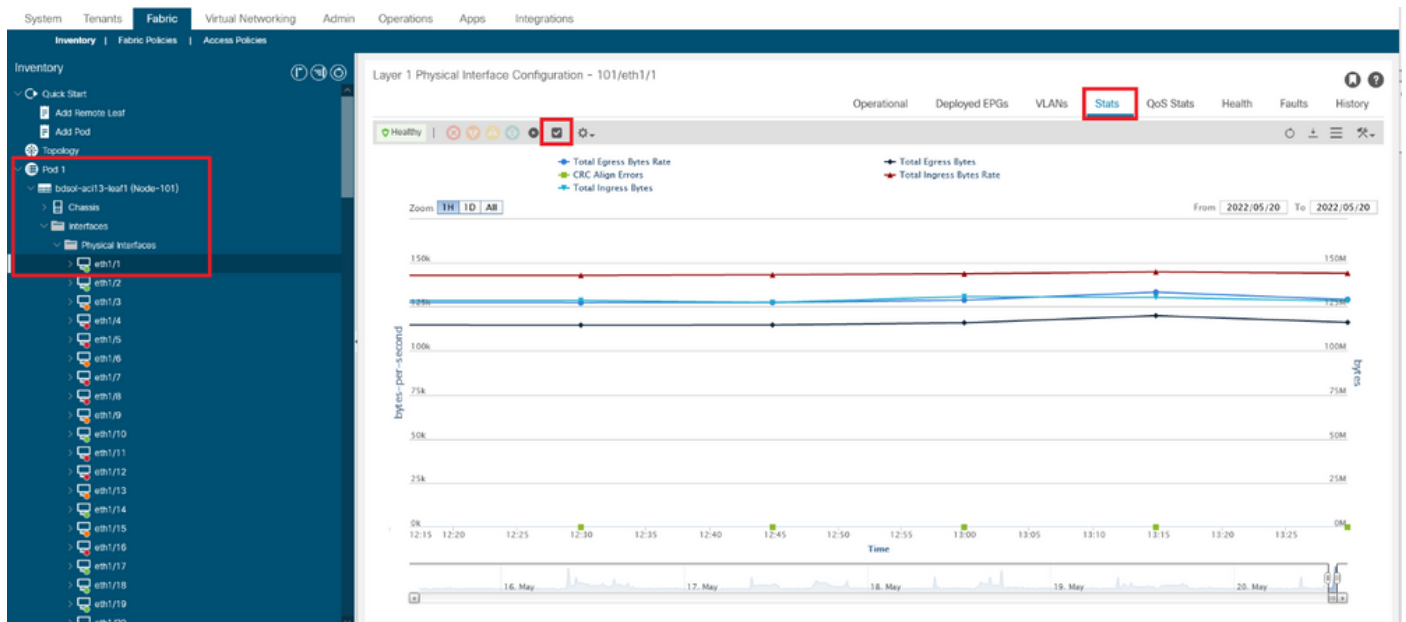 System Tenants Fabric Virtual Networking Admin Operations Apps Integrations
Inventory | Fabric Policies | Access Policies
Inventory
Quick Start
Add Remote Leaf
Add Pod
Topology
Pod 1
bdsol-aci13-leaf1 (Node-101)
Chassis
Interfaces
Physical Interfaces
eth1/1
eth1/2
eth1/3
eth1/4
eth1/5
eth1/6
eth1/7
eth1/8
eth1/9
eth1/10
eth1/11
eth1/12
eth1/13
eth1/14
eth1/15
eth1/16
eth1/17
eth1/18
eth1/19
Layer 1 Physical Interface Configuration - 101/eth1/1
Operational Deployed EPGs VLANs Stats QoS Stats Health Faults History
Healthy
Total Egress Bytes Rate Total Egress Bytes
CRC Align Errors Total Ingress Bytes Rate
Total Ingress Bytes
Zoom 1H 1D All From 2022/05/20 To 2022/05/20
150k 150M
125k 125M
100k 100M
75k 75M
50k 50M
25k 25M
0k 0M
bytes-per-second
bytes
12:15 12:20 12:25 12:30 12:35 12:40 12:45 12:50 12:55 13:00 13:05 13:10 13:15 13:20 13:25
Time
16. May 17. May 18. May 19. May 20. May